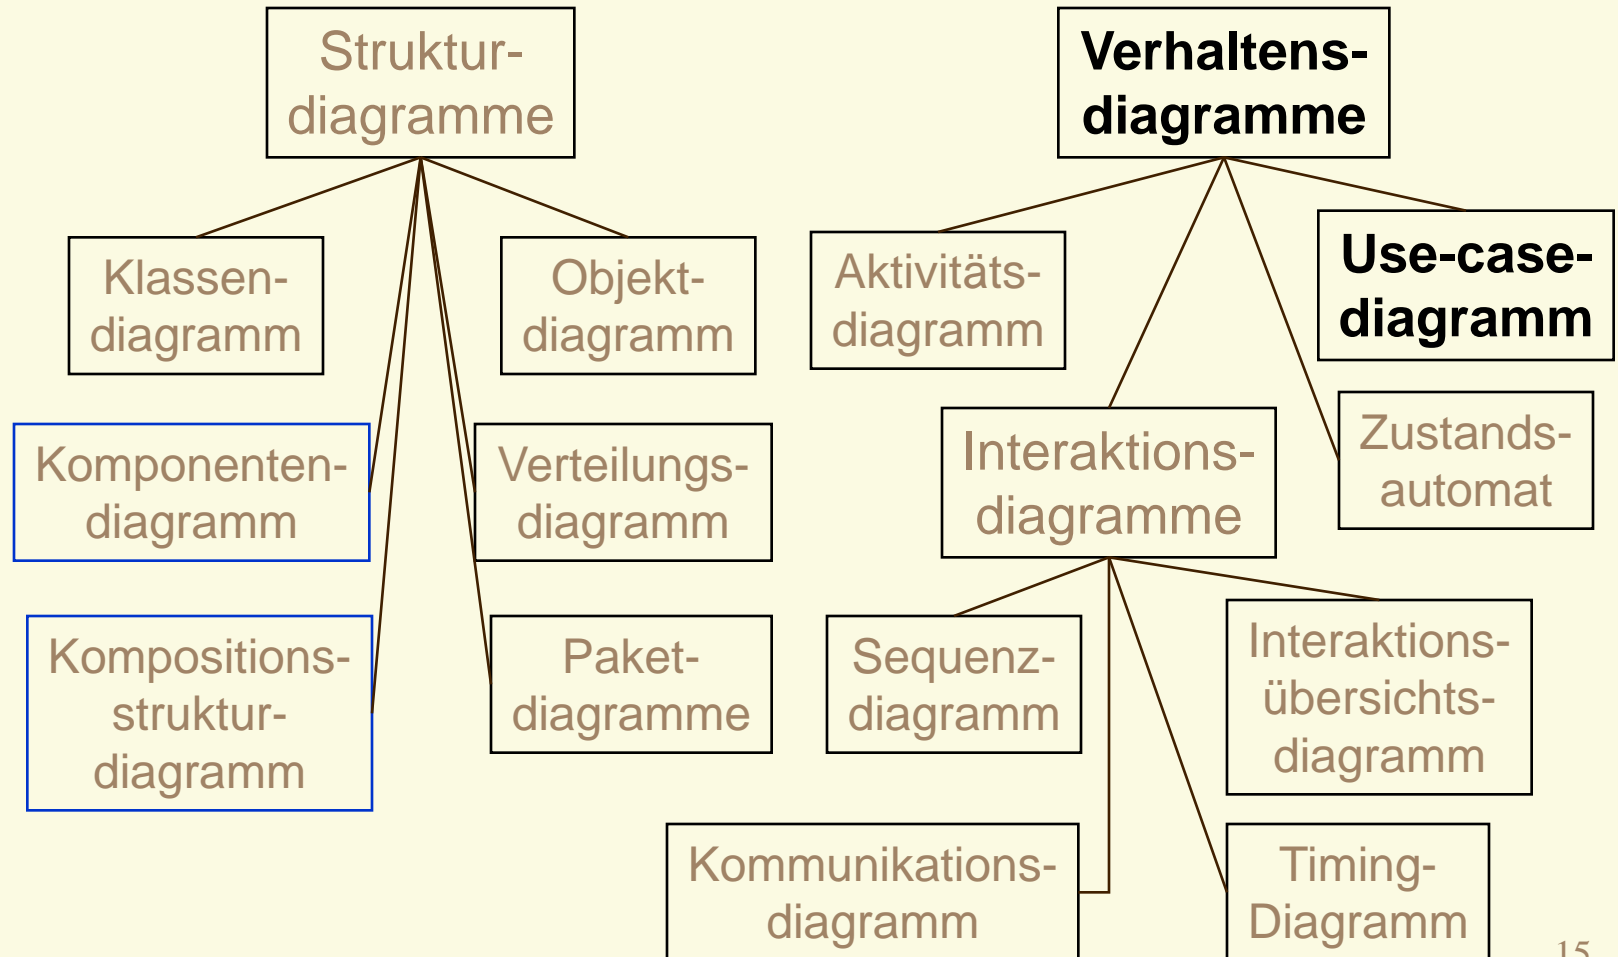 Struktur-
diagramme
Verhaltens-
diagramme
Klassen-
diagramm
Objekt-
diagramm
Aktivitäts-
diagramm
Use-case-
diagramm
Komponenten-
diagramm
Verteilungs-
diagramm
Interaktions-
diagramme
Zustands-
automat
Kompositions-
struktur-
diagramm
Paket-
diagramme
Sequenz-
diagramm
Interaktions-
übersichts-
diagramm
Kommunikations-
diagramm
Timing-
Diagramm
15